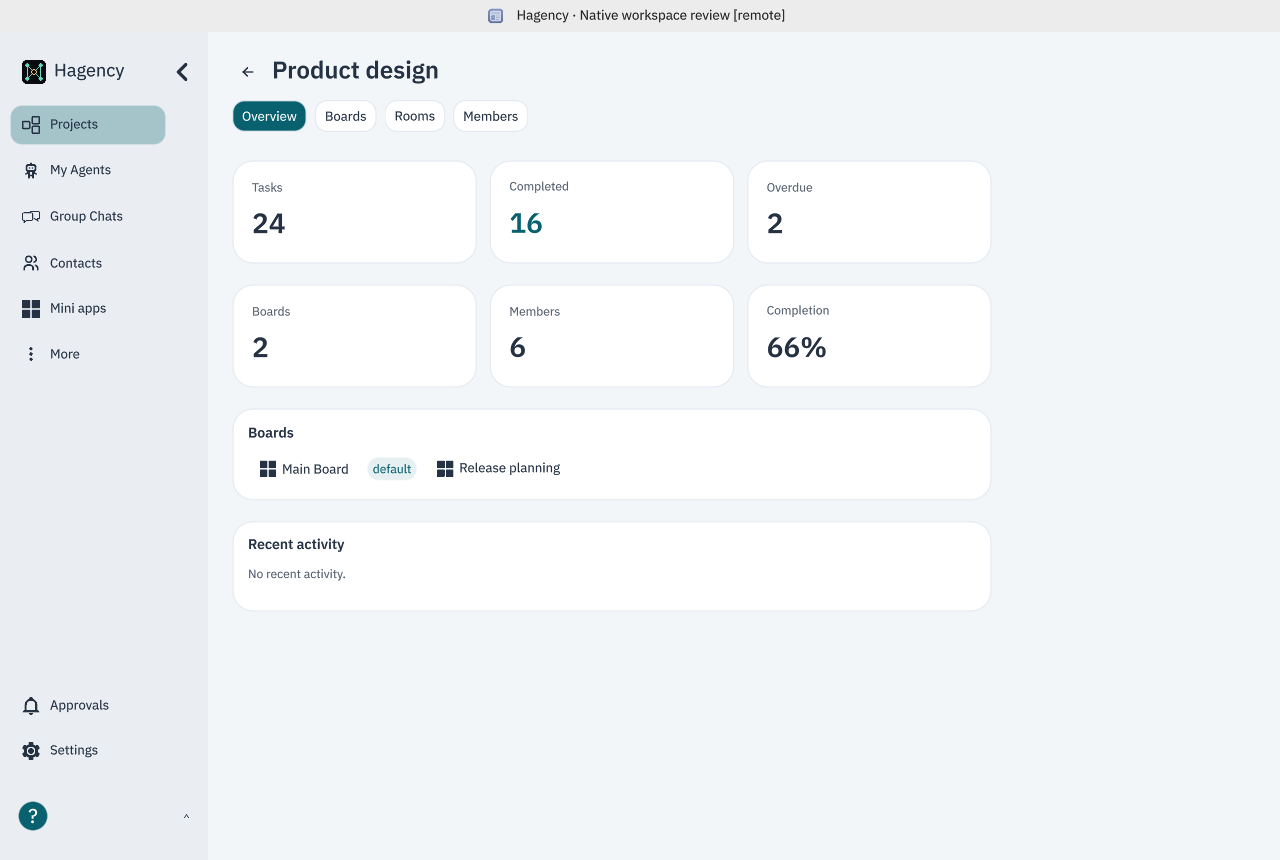 Hagency · Native workspace review [remote]
Hagency
Projects
My Agents
Group Chats
Contacts
Mini apps
More
Approvals
Settings
?
Product design
Overview
Boards
Rooms
Members
Tasks
24
Completed
16
Overdue
2
Boards
2
Members
6
Completion
66%
Boards
Main Board
default
Release planning
Recent activity
No recent activity.